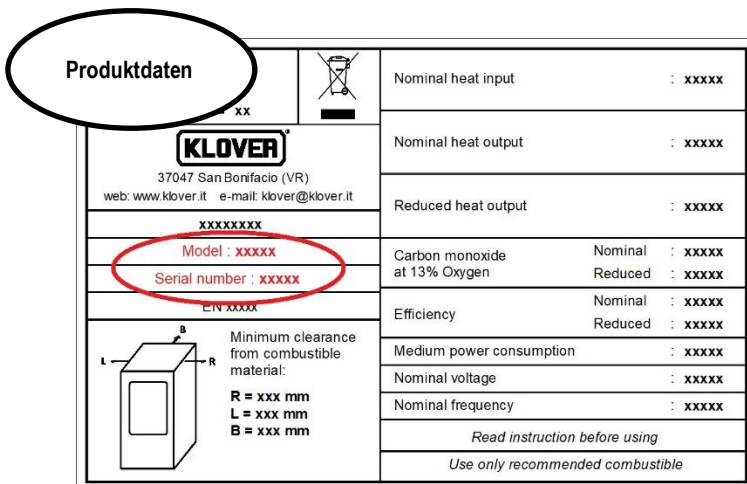 Produktdaten
xx
KLOVER
37047 San Bonifacio (VR)
web: www.klover.it e-mail: klover@klover.it
xxxxxxxx
Model : xxxxx
Serial number : xxxxx
EN xxxxx
B
L
R
Minimum clearance
from combustible
material:
R = xxx mm
L = xxx mm
B = xxx mm
Nominal heat input : xxxxx
Nominal heat output : xxxxx
Reduced heat output : xxxxx
Carbon monoxide Nominal : xxxxx
at 13% Oxygen Reduced : xxxxx
Efficiency Nominal : xxxxx
Reduced : xxxxx
Medium power consumption : xxxxx
Nominal voltage : xxxxx
Nominal frequency : xxxxx
Read instruction before using
Use only recommended combustible